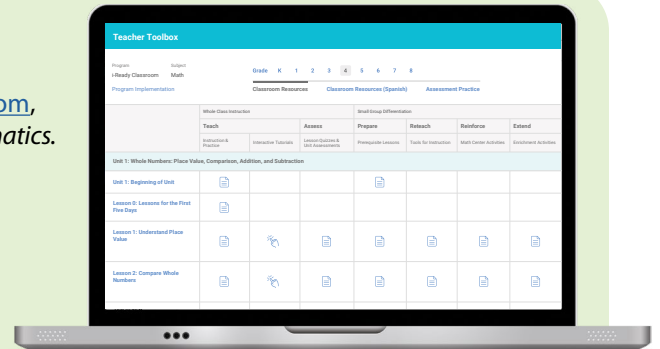 om,
natics.
Teacher Toolbox
Program Subject
i-Ready Classroom Math
Grade K 1 2 3 4 5 6 7 8
Program Implementation
Classroom Resources Classroom Resources (Spanish) Assessment Practice
Whole Class Instruction Small Group Differentiation
Teach Assess Prepare Reteach Reinforce Extend
Instruction & Practice Interactive Tutorials Lesson Quizzes & Unit Assessments Prerequisite Lessons Tools for Instruction Math Center Activities Enrichment Activities
Unit 1: Whole Numbers: Place Value, Comparison, Addition, and Subtraction
Unit 1: Beginning of Unit
Lesson 0: Lessons for the First
Five Days
Lesson 1: Understand Place
Value
Lesson 2: Compare Whole
Numbers